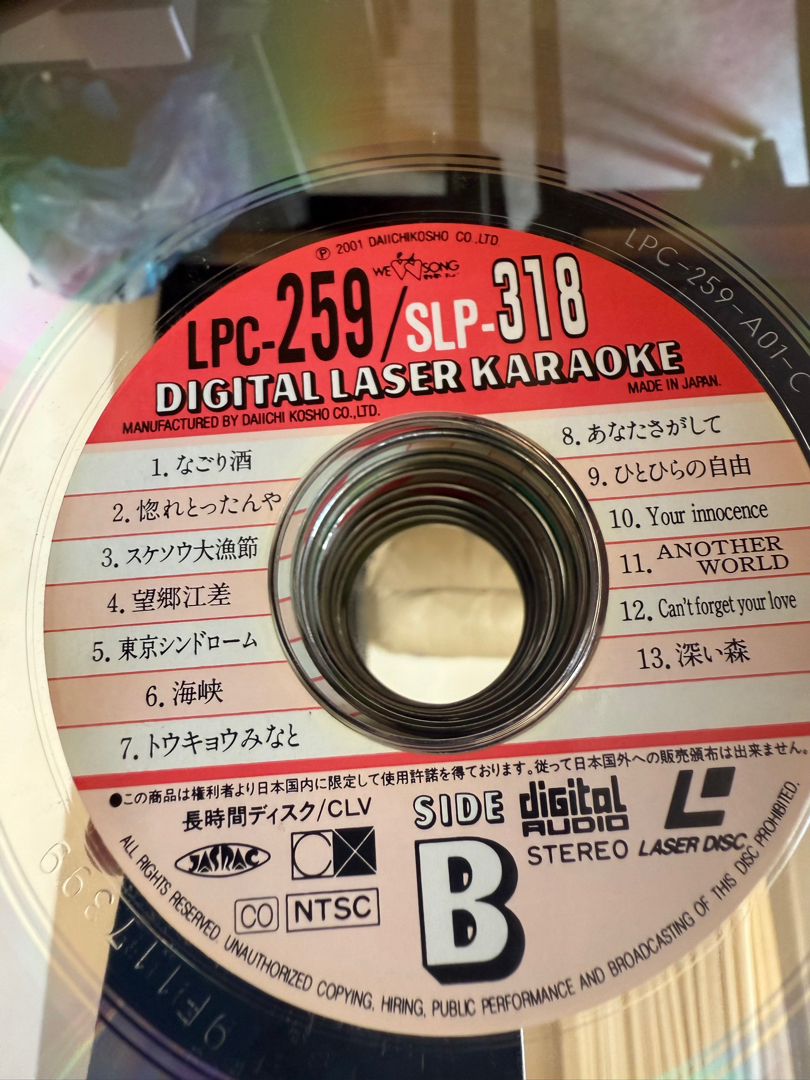 Ⓟ 2001 DAIICHIKOSHO CO.,LTD
WE SONG
LPC-259/SLP-318
DIGITAL LASER KARAOKE
MADE IN JAPAN.
MANUFACTURED BY DAIICHI KOSHO CO.,LTD.
1. なごり酒
2. 惚れとったんや
3. スケソウ大漁節
4. 望郷江差
5. 東京シンドローム
6. 海峡
7. トウキョウみなと
8. あなたさがして
9. ひとひらの自由
10. Your innocence
11. ANOTHER
WORLD
12. Can't forget your love
13. 深い森
●この商品は権利者より日本国内に限定して使用許諾を得ております。従って日本国外への販売頒布は出来ません。
長時間ディスク/CLV
JASRAC
CX
CO
NTSC
SIDE
B
digital
AUDIO
STEREO
LASER DISC
ALL RIGHTS RESERVED. UNAUTHORIZED COPYING, HIRING, PUBLIC PERFORMANCE AND BROADCASTING OF THIS DISC PROHIBITED.
LPC-259-A01-C